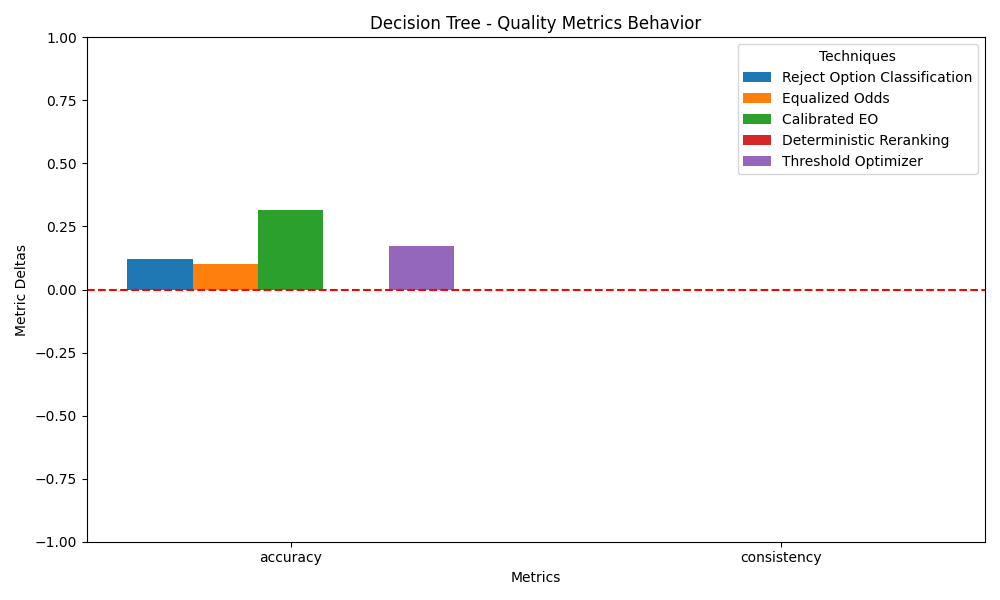 Decision Tree - Quality Metrics Behavior
1.00
0.75
0.50
0.25
0.00
−0.25
−0.50
−0.75
−1.00
Metric Deltas
Techniques
Reject Option Classification
Equalized Odds
Calibrated EO
Deterministic Reranking
Threshold Optimizer
accuracy
consistency
Metrics